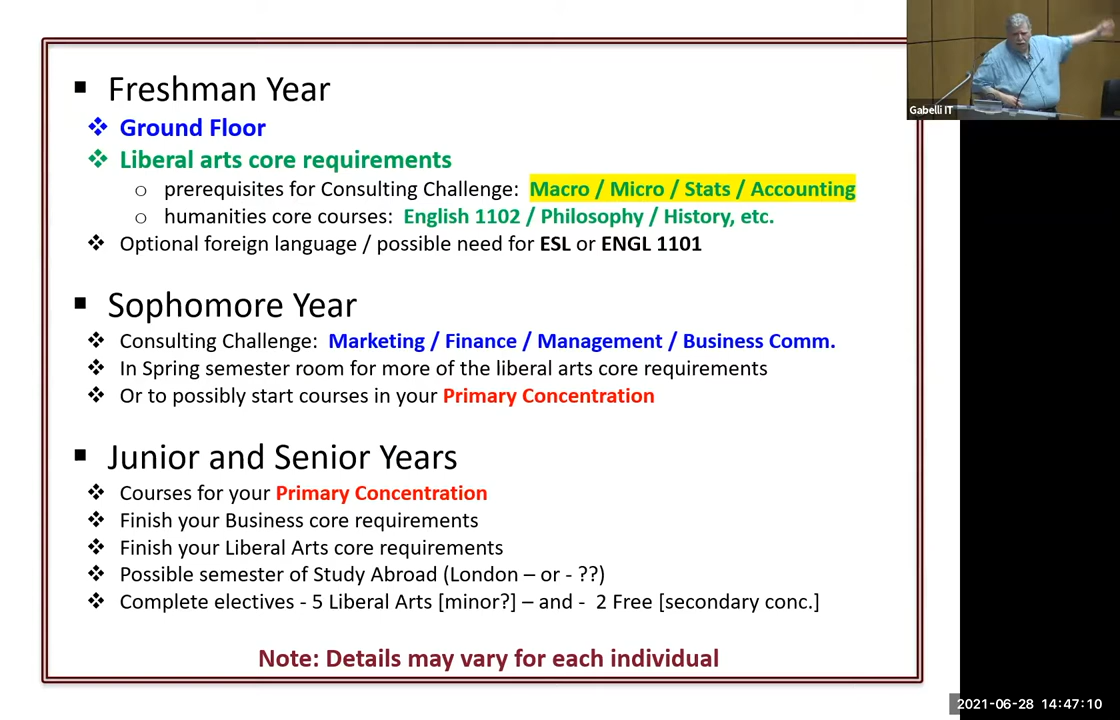 Freshman Year
Ground Floor
Liberal arts core requirements
prerequisites for Consulting Challenge: Macro / Micro / Stats / Accounting
humanities core courses: English 1102 / Philosophy / History, etc.
Optional foreign language / possible need for ESL or ENGL 1101
Sophomore Year
Consulting Challenge: Marketing / Finance / Management / Business Comm.
In Spring semester room for more of the liberal arts core requirements
Or to possibly start courses in your Primary Concentration
Junior and Senior Years
Courses for your Primary Concentration
Finish your Business core requirements
Finish your Liberal Arts core requirements
Possible semester of Study Abroad (London – or - ??)
Complete electives - 5 Liberal Arts [minor?] – and - 2 Free [secondary conc.]
Note: Details may vary for each individual
Gabelli IT
2021-06-28 14:47:10